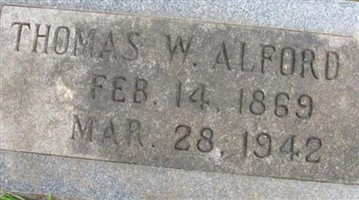 THOMAS W. ALFORD
FEB. 14, 1869
MAR. 28, 1942